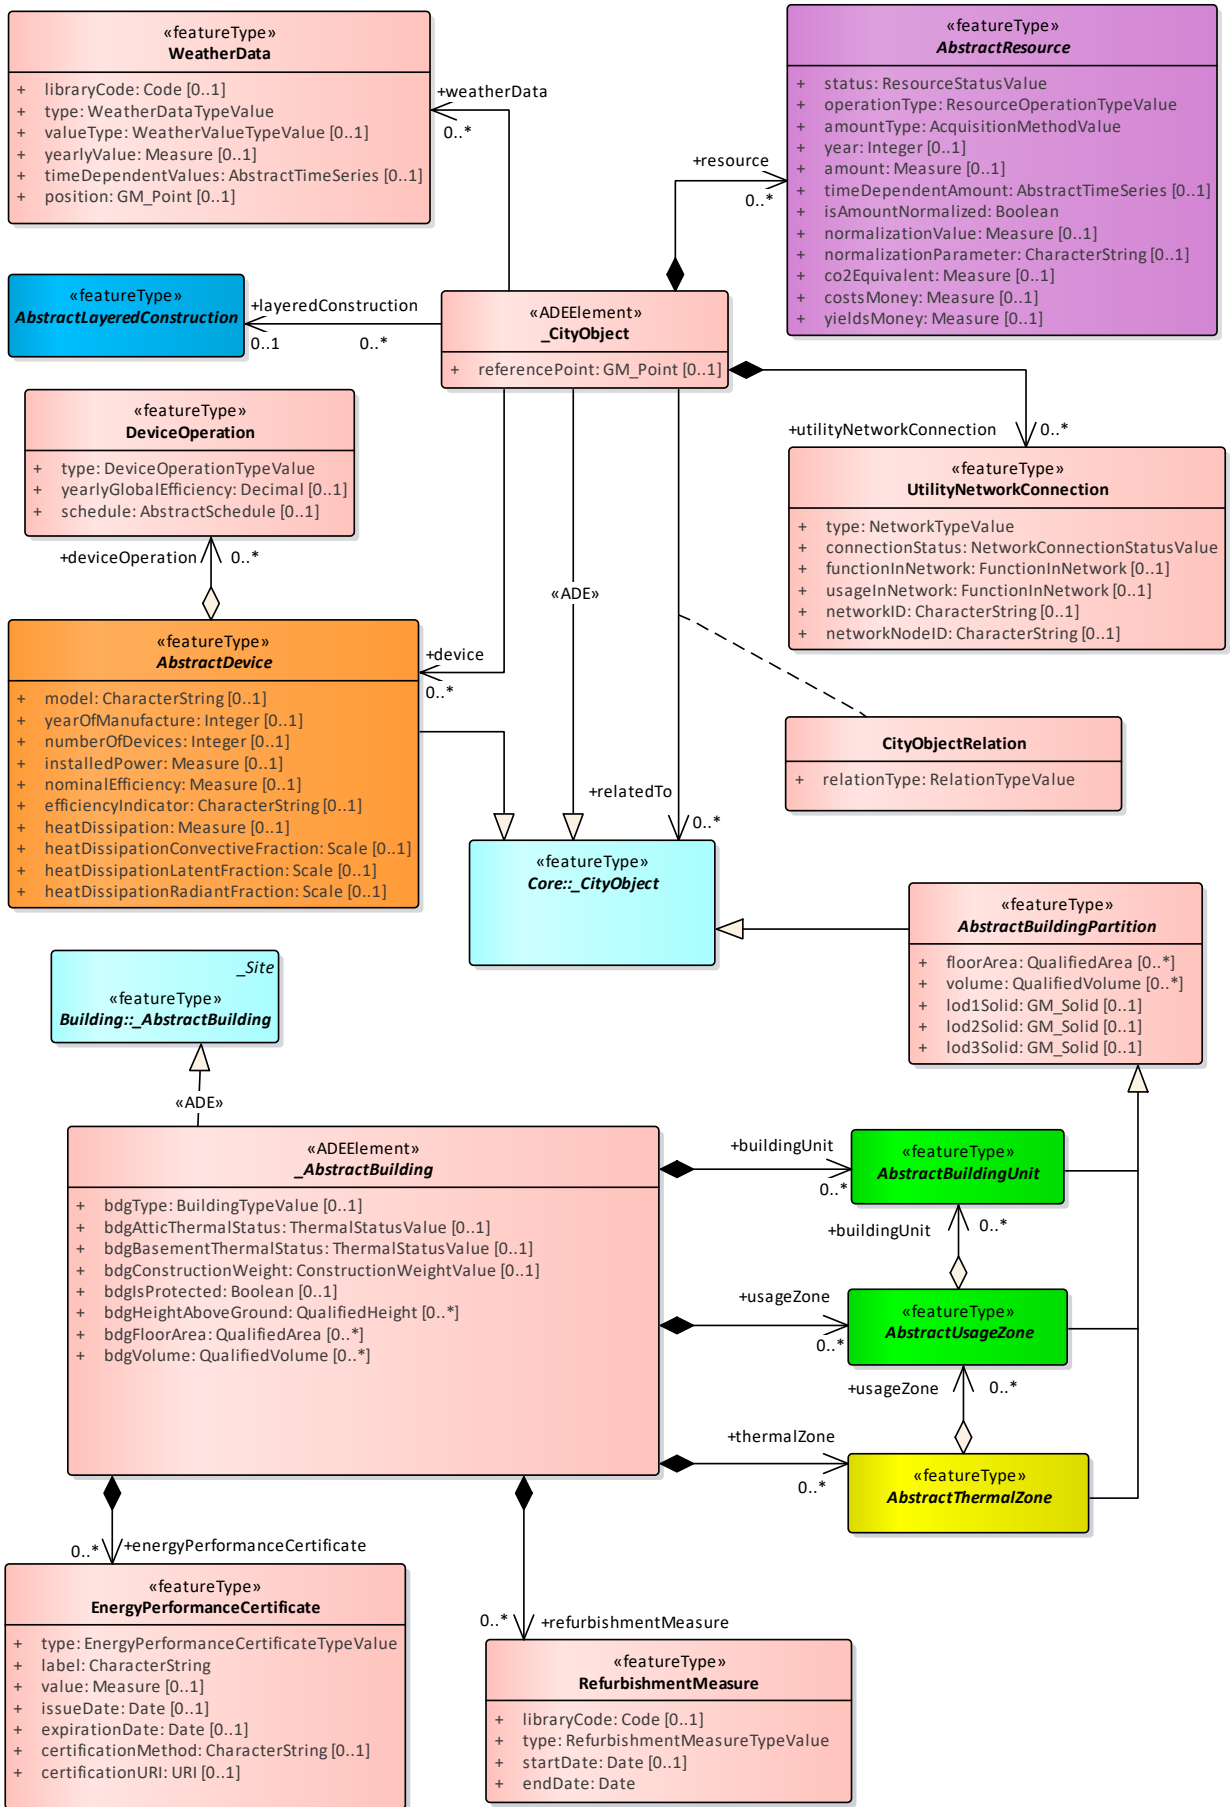 «featureType»
WeatherData
+ libraryCode: Code [0..1]
+ type: WeatherDataTypeValue
+ valueType: WeatherValueTypeValue [0..1]
+ yearlyValue: Measure [0..1]
+ timeDependentValues: AbstractTimeSeries [0..1]
+ position: GM_Point [0..1]
+weatherData
0..*
«featureType»
AbstractResource
+ status: ResourceStatusValue
+ operationType: ResourceOperationTypeValue
+ amountType: AcquisitionMethodValue
+ year: Integer [0..1]
+ amount: Measure [0..1]
+ timeDependentAmount: AbstractTimeSeries [0..1]
+ isAmountNormalized: Boolean
+ normalizationValue: Measure [0..1]
+ normalizationParameter: CharacterString [0..1]
+ co2Equivalent: Measure [0..1]
+ costsMoney: Measure [0..1]
+ yieldsMoney: Measure [0..1]
+resource
0..*
«featureType»
AbstractLayeredConstruction
+layeredConstruction
0..1
0..*
«ADEElement»
_CityObject
+ referencePoint: GM_Point [0..1]
«featureType»
DeviceOperation
+ type: DeviceOperationTypeValue
+ yearlyGlobalEfficiency: Decimal [0..1]
+ schedule: AbstractSchedule [0..1]
+deviceOperation
0..*
+utilityNetworkConnection
0..*
«featureType»
UtilityNetworkConnection
+ type: NetworkTypeValue
+ connectionStatus: NetworkConnectionStatusValue
+ functionInNetwork: FunctionInNetwork [0..1]
+ usageInNetwork: FunctionInNetwork [0..1]
+ networkID: CharacterString [0..1]
+ networkNodeID: CharacterString [0..1]
«ADE»
«featureType»
AbstractDevice
+ model: CharacterString [0..1]
+ yearOfManufacture: Integer [0..1]
+ numberOfDevices: Integer [0..1]
+ installedPower: Measure [0..1]
+ nominalEfficiency: Measure [0..1]
+ efficiencyIndicator: CharacterString [0..1]
+ heatDissipation: Measure [0..1]
+ heatDissipationConvectiveFraction: Scale [0..1]
+ heatDissipationLatentFraction: Scale [0..1]
+ heatDissipationRadiantFraction: Scale [0..1]
+device
0..*
CityObjectRelation
+ relationType: RelationTypeValue
+relatedTo
0..*
«featureType»
Core::_CityObject
«featureType»
AbstractBuildingPartition
+ floorArea: QualifiedArea [0..*]
+ volume: QualifiedVolume [0..*]
+ lod1Solid: GM_Solid [0..1]
+ lod2Solid: GM_Solid [0..1]
+ lod3Solid: GM_Solid [0..1]
_Site
«featureType»
Building::_AbstractBuilding
«ADE»
«ADEElement»
_AbstractBuilding
+ bdgType: BuildingTypeValue [0..1]
+ bdgAtticThermalStatus: ThermalStatusValue [0..1]
+ bdgBasementThermalStatus: ThermalStatusValue [0..1]
+ bdgConstructionWeight: ConstructionWeightValue [0..1]
+ bdgIsProtected: Boolean [0..1]
+ bdgHeightAboveGround: QualifiedHeight [0..*]
+ bdgFloorArea: QualifiedArea [0..*]
+ bdgVolume: QualifiedVolume [0..*]
+buildingUnit
0..*
«featureType»
AbstractBuildingUnit
+buildingUnit
0..*
+usageZone
0..*
«featureType»
AbstractUsageZone
+usageZone
0..*
+thermalZone
0..*
«featureType»
AbstractThermalZone
0..*
+energyPerformanceCertificate
«featureType»
EnergyPerformanceCertificate
+ type: EnergyPerformanceCertificateTypeValue
+ label: CharacterString
+ value: Measure [0..1]
+ issueDate: Date [0..1]
+ expirationDate: Date [0..1]
+ certificationMethod: CharacterString [0..1]
+ certificationURI: URI [0..1]
0..*
+refurbishmentMeasure
«featureType»
RefurbishmentMeasure
+ libraryCode: Code [0..1]
+ type: RefurbishmentMeasureTypeValue
+ startDate: Date [0..1]
+ endDate: Date